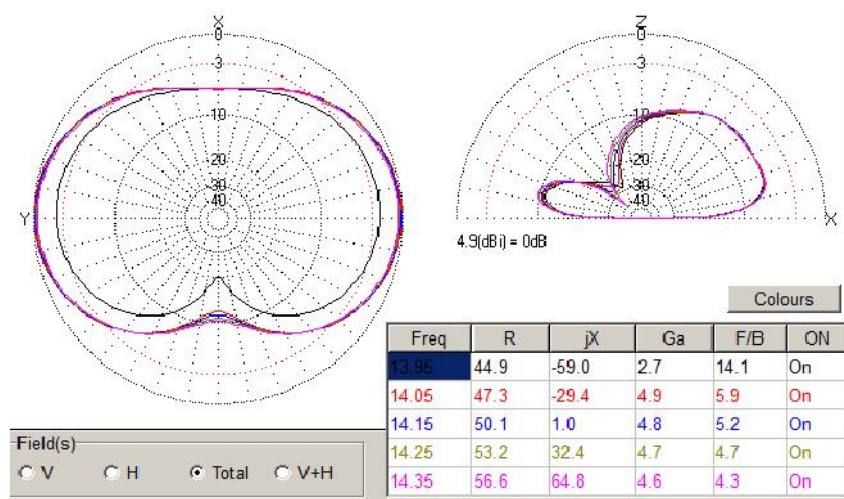 X
0
-3
-10
-20
-30
-40
Y
Z
0
-3
-10
-20
-30
-40
X
4.9(dBi) = 0dB
Colours
Freq R jX Ga F/B ON
13.95 44.9 -59.0 2.7 14.1 On
14.05 47.3 -29.4 4.9 5.9 On
14.15 50.1 1.0 4.8 5.2 On
14.25 53.2 32.4 4.7 4.7 On
14.35 56.6 64.8 4.6 4.3 On
Field(s)
V H Total V+H